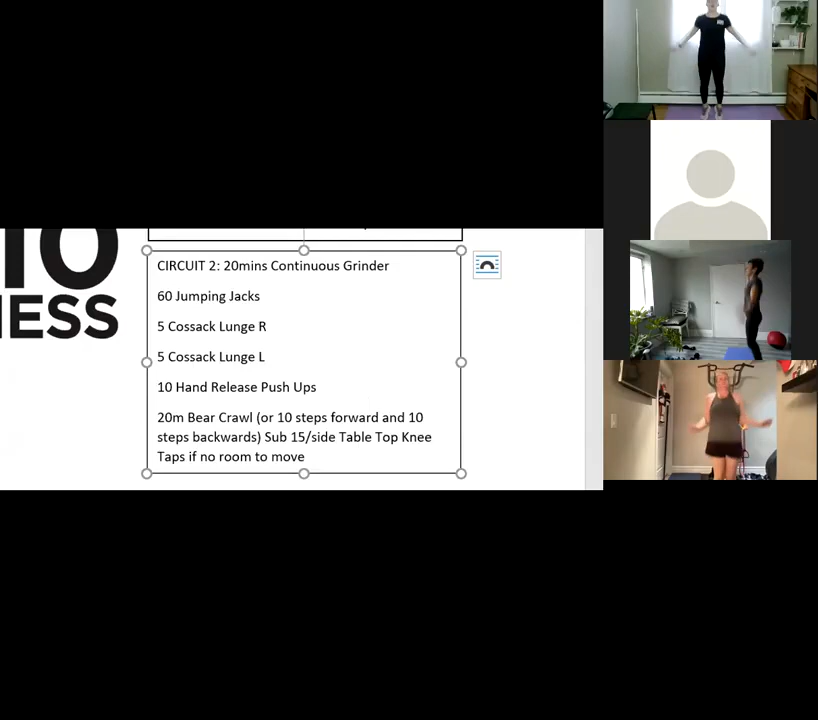 10
NESS
CIRCUIT 2: 20mins Continuous Grinder
60 Jumping Jacks
5 Cossack Lunge R
5 Cossack Lunge L
10 Hand Release Push Ups
20m Bear Crawl (or 10 steps forward and 10
steps backwards) Sub 15/side Table Top Knee
Taps if no room to move